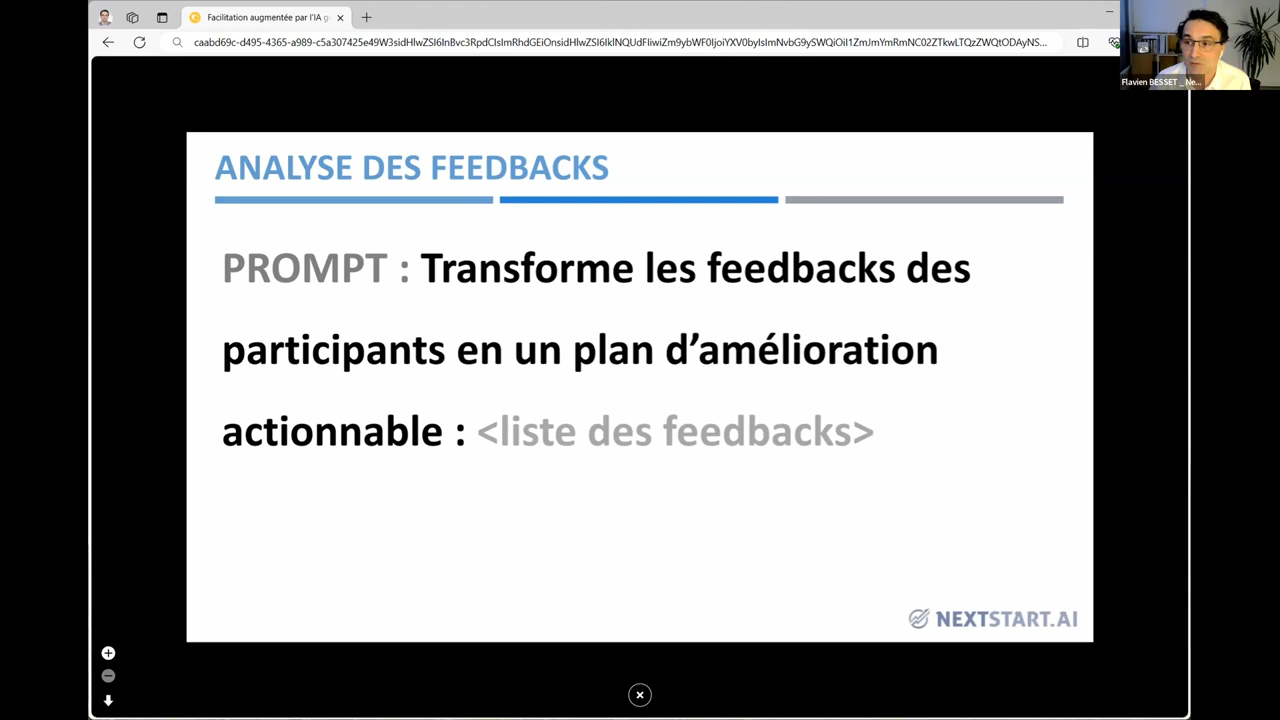 Facilitation augmentée par l'IA g
Flavien BESSET _ Ne...
ANALYSE DES FEEDBACKS
PROMPT : Transforme les feedbacks des
participants en un plan d'amélioration
actionnable : <liste des feedbacks>
NEXTSTART.AI